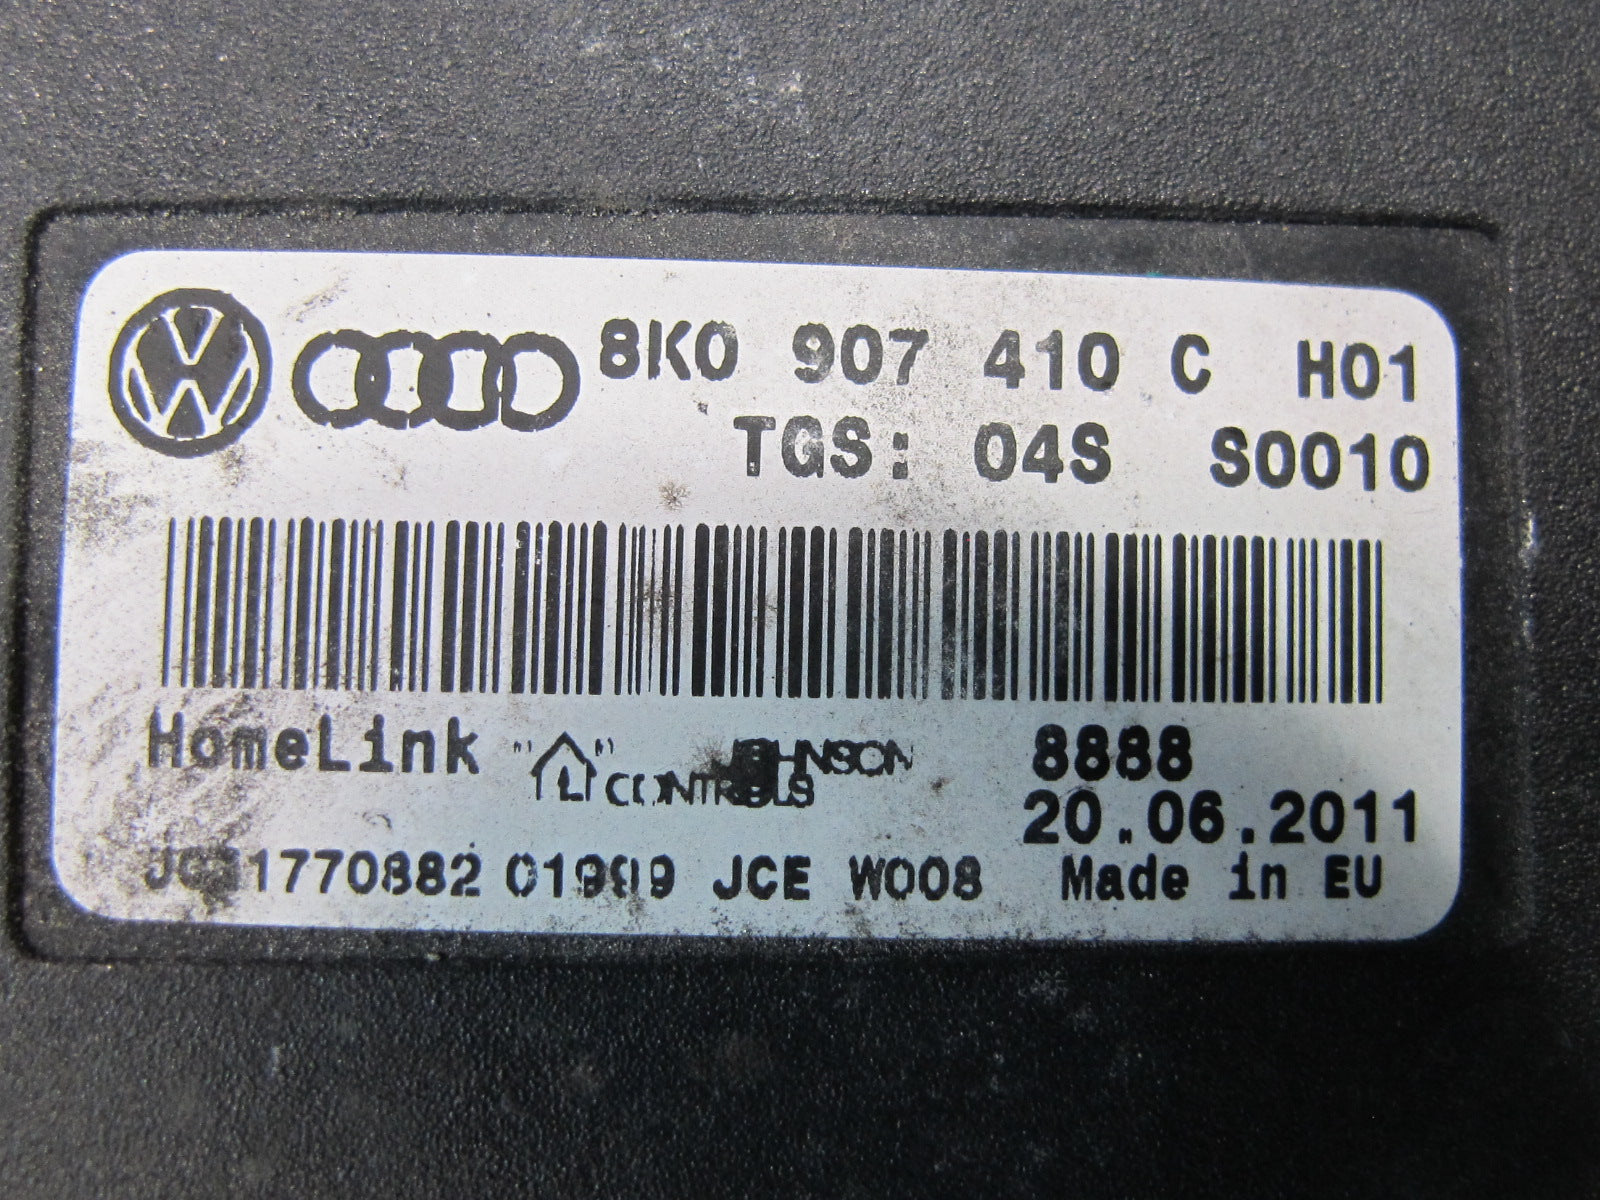 8K0 907 410 C H01
TGS: 04S S0010
HomeLink
JOHNSON
CONTROLS
8888
20.06.2011
01999 JCE W008 Made in EU